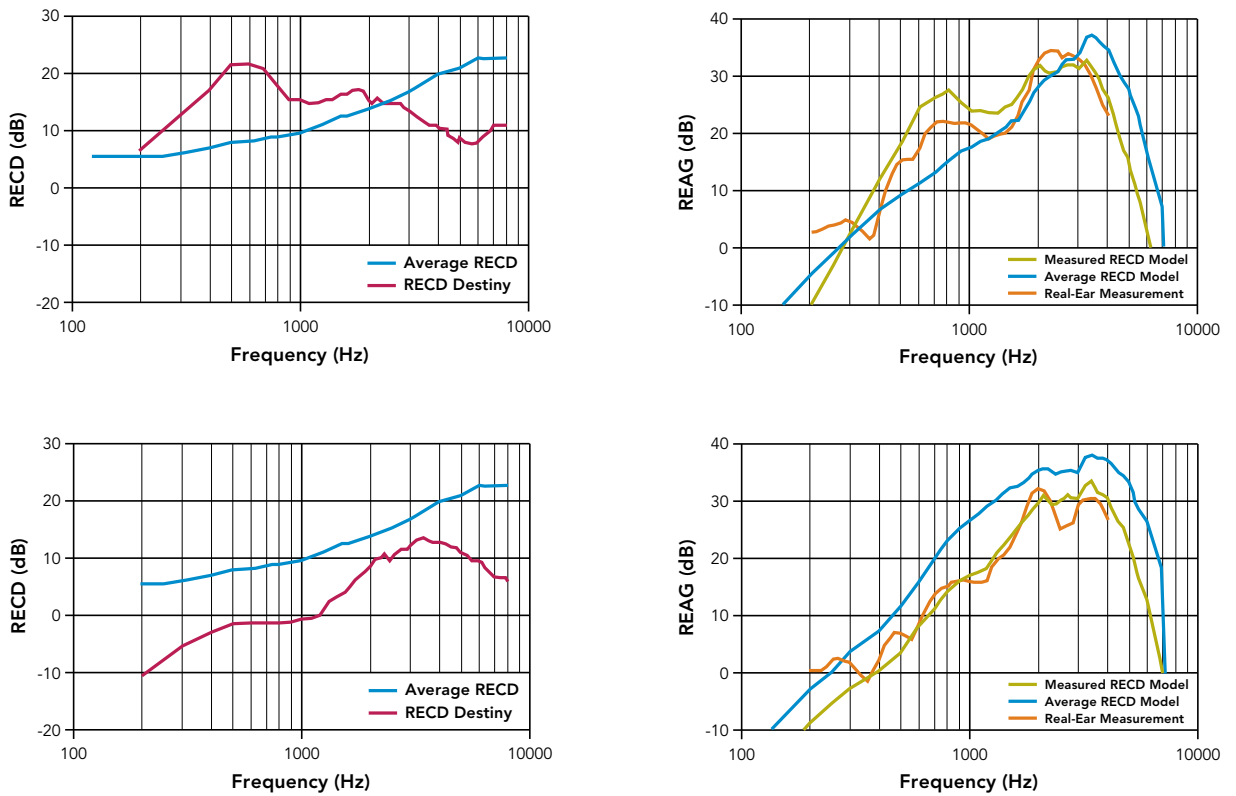 30
20
10
0
-10
-20
RECD (dB)
100
1000
10000
Frequency (Hz)
Average RECD
RECD Destiny
40
30
20
10
0
-10
REAG (dB)
100
1000
10000
Frequency (Hz)
Measured RECD Model
Average RECD Model
Real-Ear Measurement
30
20
10
0
-10
-20
RECD (dB)
100
1000
10000
Frequency (Hz)
Average RECD
RECD Destiny
40
30
20
10
0
-10
REAG (dB)
100
1000
10000
Frequency (Hz)
Measured RECD Model
Average RECD Model
Real-Ear Measurement